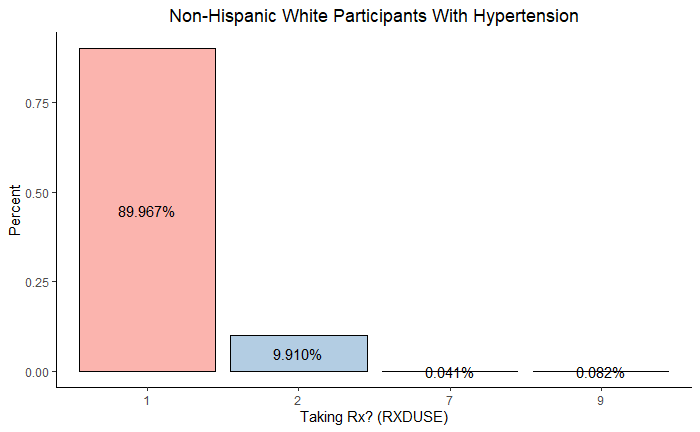 Non-Hispanic White Participants With Hypertension
Percent
0.75
0.50
0.25
0.00
89.967%
9.910%
0.041%
0.082%
1 2 7 9
Taking Rx? (RXDUSE)